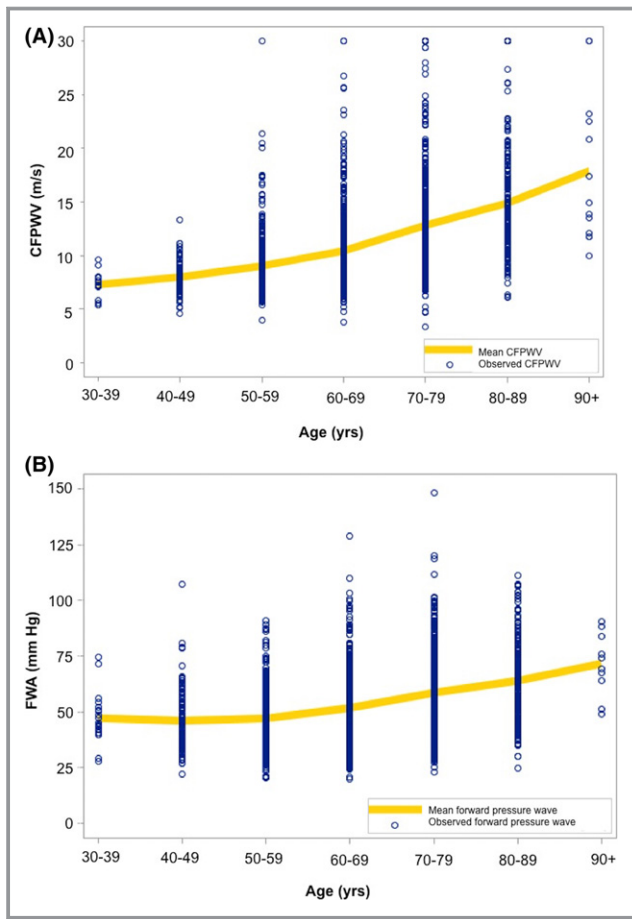 (A)
30
25
20
15
10
5
0
CFPWV (m/s)
Mean CFPWV
Observed CFPWV
30-39 40-49 50-59 60-69 70-79 80-89 90+
Age (yrs)
(B)
150
125
100
75
50
25
0
FWA (mm Hg)
Mean forward pressure wave
Observed forward pressure wave
30-39 40-49 50-59 60-69 70-79 80-89 90+
Age (yrs)